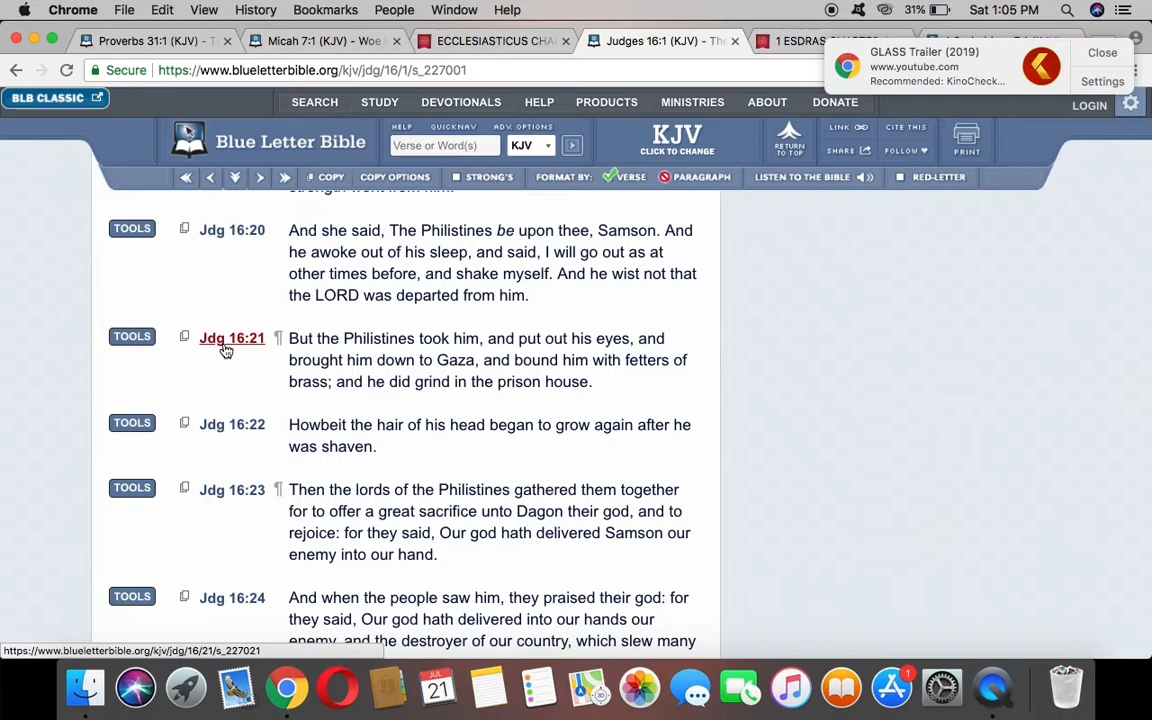 Chrome File Edit View History Bookmarks People Window Help 31% Sat 1:05 PM
Proverbs 31:1 (KJV) - T
Micah 7:1 (KJV) - Woe
ECCLESIASTICUS CHA
Judges 16:1 (KJV) - The
1 ESDRAS CH
Secure https://www.blueletterbible.org/kjv/jdg/16/1/s_227001
GLASS Trailer (2019)
www.youtube.com
Recommended: KinoCheck...
Close
Settings
BLB CLASSIC
SEARCH STUDY DEVOTIONALS HELP PRODUCTS MINISTRIES ABOUT DONATE
LOGIN
Blue Letter Bible
HELP QUICKNAV ADV. OPTIONS
Verse or Word(s) KJV
KJV
CLICK TO CHANGE
RETURN
TO TOP
LINK CITE THIS
SHARE FOLLOW
PRINT
COPY COPY OPTIONS STRONG'S FORMAT BY: VERSE PARAGRAPH LISTEN TO THE BIBLE RED-LETTER
strength went from him.
TOOLS Jdg 16:20 And she said, The Philistines be upon thee, Samson. And
he awoke out of his sleep, and said, I will go out as at
other times before, and shake myself. And he wist not that
the LORD was departed from him.
TOOLS Jdg 16:21 ¶ But the Philistines took him, and put out his eyes, and
brought him down to Gaza, and bound him with fetters of
brass; and he did grind in the prison house.
TOOLS Jdg 16:22 Howbeit the hair of his head began to grow again after he
was shaven.
TOOLS Jdg 16:23 ¶ Then the lords of the Philistines gathered them together
for to offer a great sacrifice unto Dagon their god, and to
rejoice: for they said, Our god hath delivered Samson our
enemy into our hand.
TOOLS Jdg 16:24 And when the people saw him, they praised their god: for
they said, Our god hath delivered into our hands our
enemy, and the destroyer of our country, which slew many
https://www.blueletterbible.org/kjv/jdg/16/21/s_227021
JUL
21
1